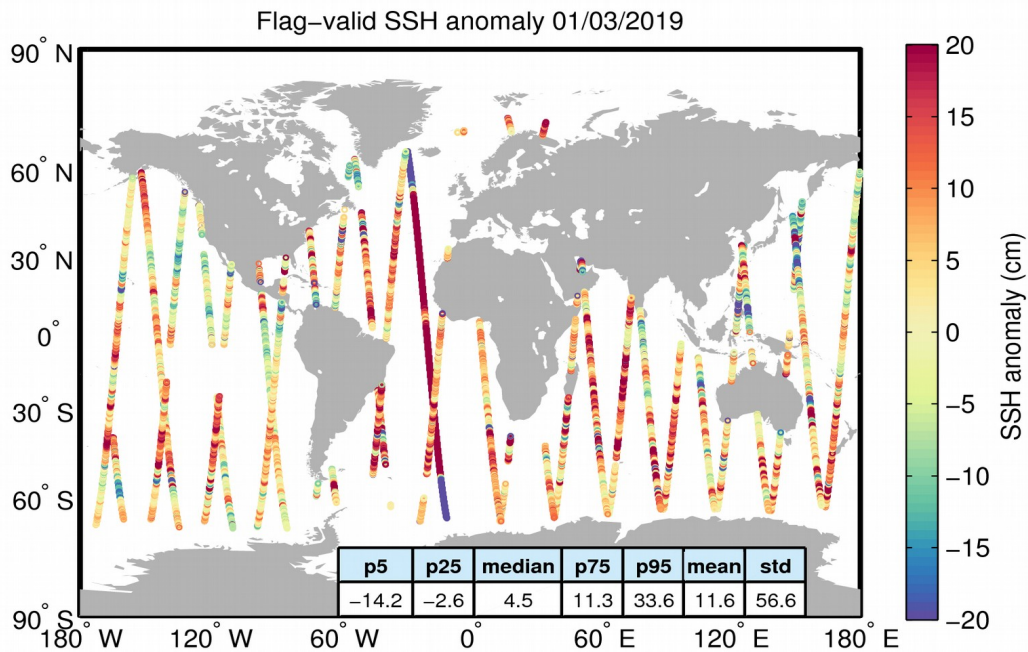 Flag−valid SSH anomaly 01/03/2019
90° N
60° N
30° N
0°
30° S
60° S
90° S
180° W
120° W
60° W
0°
60° E
120° E
180° E
p5 p25 median p75 p95 mean std
−14.2 −2.6 4.5 11.3 33.6 11.6 56.6
20
15
10
5
0
−5
−10
−15
−20
SSH anomaly (cm)